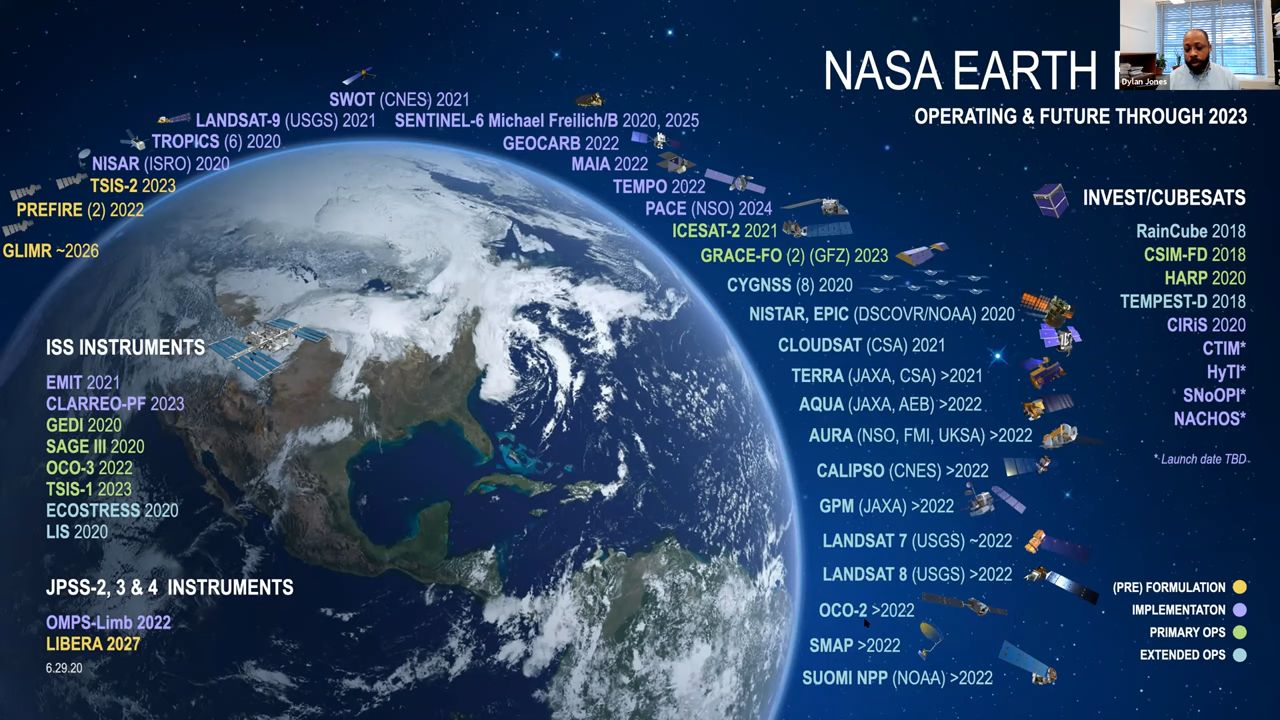 NASA EARTH
Dylan Jones
OPERATING & FUTURE THROUGH 2023
SWOT (CNES) 2021
LANDSAT-9 (USGS) 2021
SENTINEL-6 Michael Freilich/B 2020, 2025
TROPICS (6) 2020
GEOCARB 2022
NISAR (ISRO) 2020
MAIA 2022
TSIS-2 2023
TEMPO 2022
PREFIRE (2) 2022
PACE (NSO) 2024
GLIMR ~2026
ICESAT-2 2021
GRACE-FO (2) (GFZ) 2023
CYGNSS (8) 2020
NISTAR, EPIC (DSCOVR/NOAA) 2020
CLOUDSAT (CSA) 2021
TERRA (JAXA, CSA) >2021
AQUA (JAXA, AEB) >2022
AURA (NSO, FMI, UKSA) >2022
CALIPSO (CNES) >2022
GPM (JAXA) >2022
LANDSAT 7 (USGS) ~2022
LANDSAT 8 (USGS) >2022
OCO-2 >2022
SMAP >2022
SUOMI NPP (NOAA) >2022
INVEST/CUBESATS
RainCube 2018
CSIM-FD 2018
HARP 2020
TEMPEST-D 2018
CIRiS 2020
CTIM*
HyTI*
SNoOPI*
NACHOS*
* Launch date TBD
ISS INSTRUMENTS
EMIT 2021
CLARREO-PF 2023
GEDI 2020
SAGE III 2020
OCO-3 2022
TSIS-1 2023
ECOSTRESS 2020
LIS 2020
JPSS-2, 3 & 4 INSTRUMENTS
OMPS-Limb 2022
LIBERA 2027
6.29.20
(PRE) FORMULATION
IMPLEMENTATON
PRIMARY OPS
EXTENDED OPS